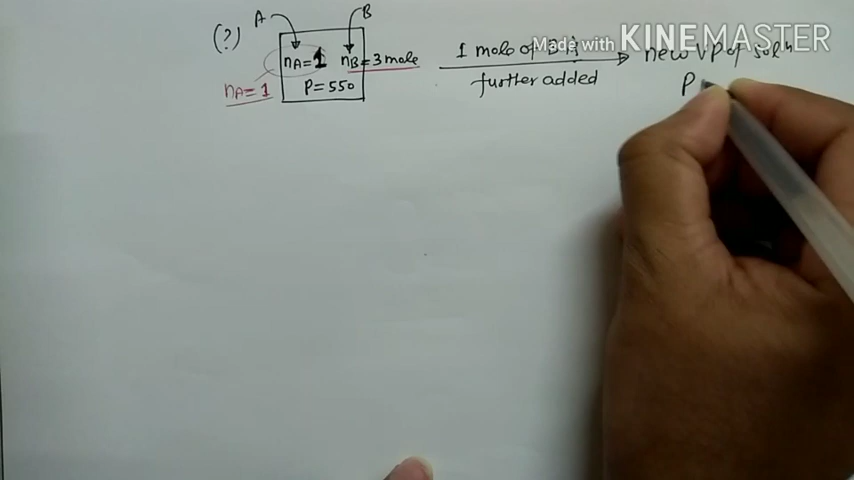 A B
(?)
nA=1 nB=3 mole
nA=1
P=550
1 mole of B
further added
new VP of solⁿ
P
Made with KINEMASTER